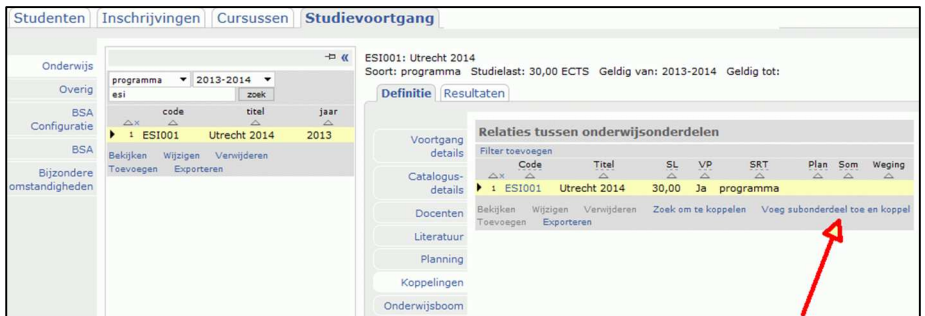 Studenten Inschrijvingen Cursussen Studievoortgang
Onderwijs
Overig
BSA
Configuratie
BSA
Bijzondere
omstandigheden
programma 2013-2014
esi zoek
code titel jaar
1 ESI001 Utrecht 2014 2013
Bekijken Wijzigen Verwijderen
Toevoegen Exporteren
ESI001: Utrecht 2014
Soort: programma Studielast: 30,00 ECTS Geldig van: 2013-2014 Geldig tot:
Definitie Resultaten
Voortgang
details
Catalogus-
details
Docenten
Literatuur
Planning
Koppelingen
Onderwijsboom
Relaties tussen onderwijsonderdelen
Filter toevoegen
Code Titel SL VP SRT Plan Som Weging
1 ESI001 Utrecht 2014 30,00 Ja programma
Bekijken Wijzigen Verwijderen Zoek om te koppelen Voeg subonderdeel toe en koppel
Toevoegen Exporteren